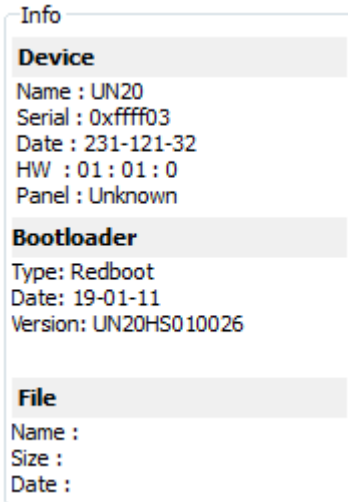 Info
Device
Name : UN20
Serial : 0xffff03
Date : 231-121-32
HW : 01 : 01 : 0
Panel : Unknown
Bootloader
Type: Redboot
Date: 19-01-11
Version: UN20HS010026
File
Name :
Size :
Date :